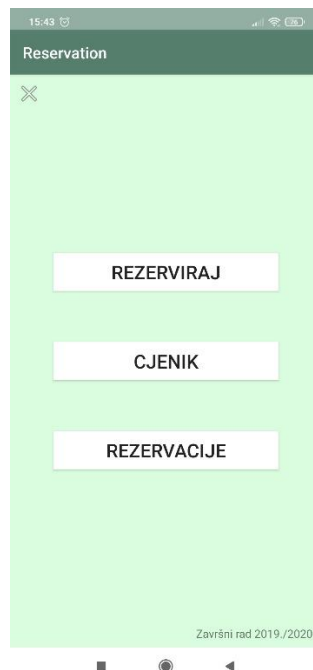 15:43
Reservation
REZERVIRAJ
CJENIK
REZERVACIJE
Završni rad 2019./2020